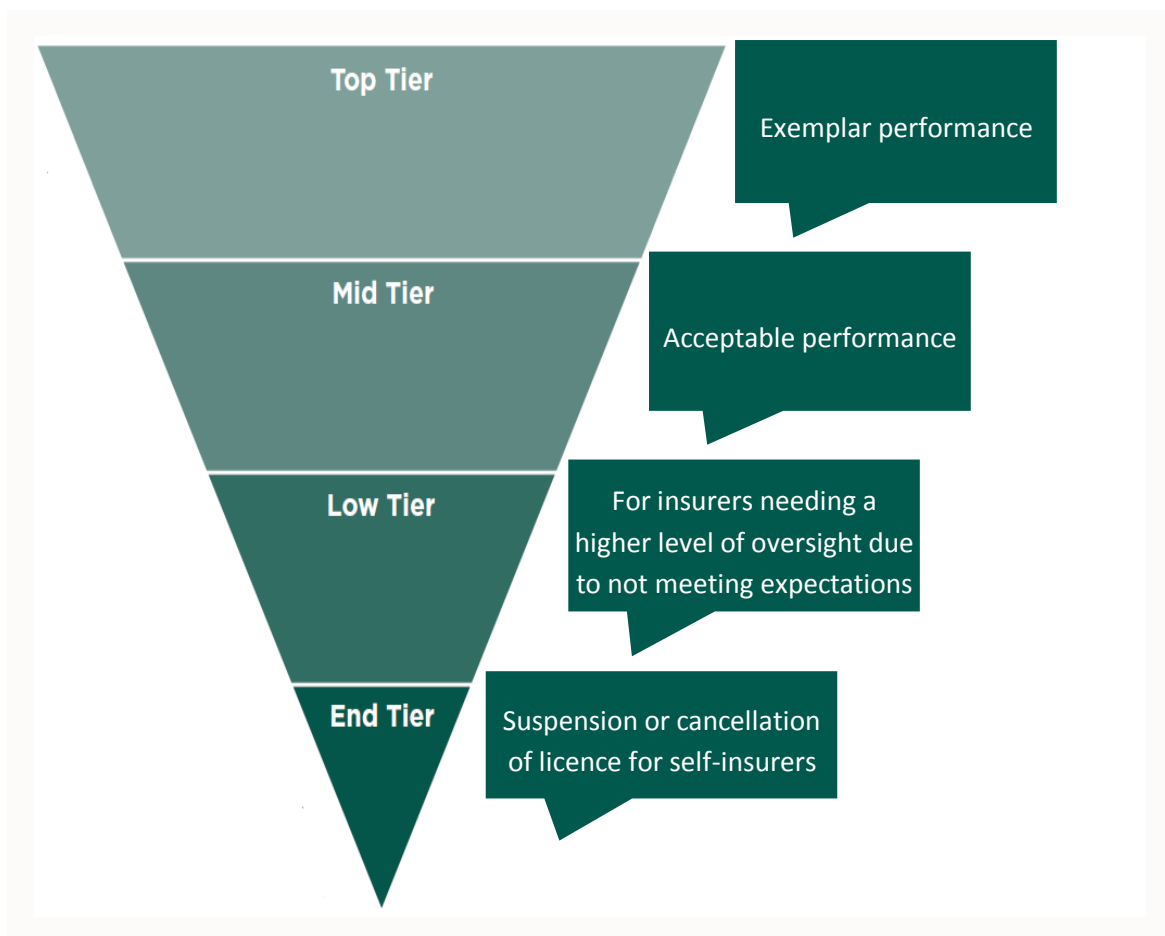 Top Tier
Exemplar performance
Mid Tier
Acceptable performance
Low Tier
For insurers needing a
higher level of oversight due
to not meeting expectations
End Tier
Suspension or cancellation
of licence for self-insurers